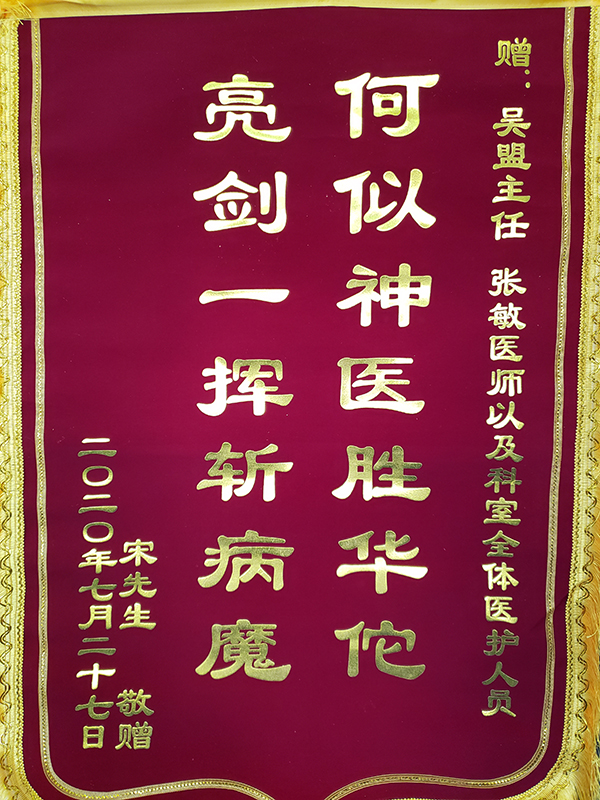 赠：吴盟主任 张敏医师以及科室全体医护人员
何似神医胜华佗
亮剑一挥斩病魔
宋先生 敬赠
二〇二〇年七月二十七日